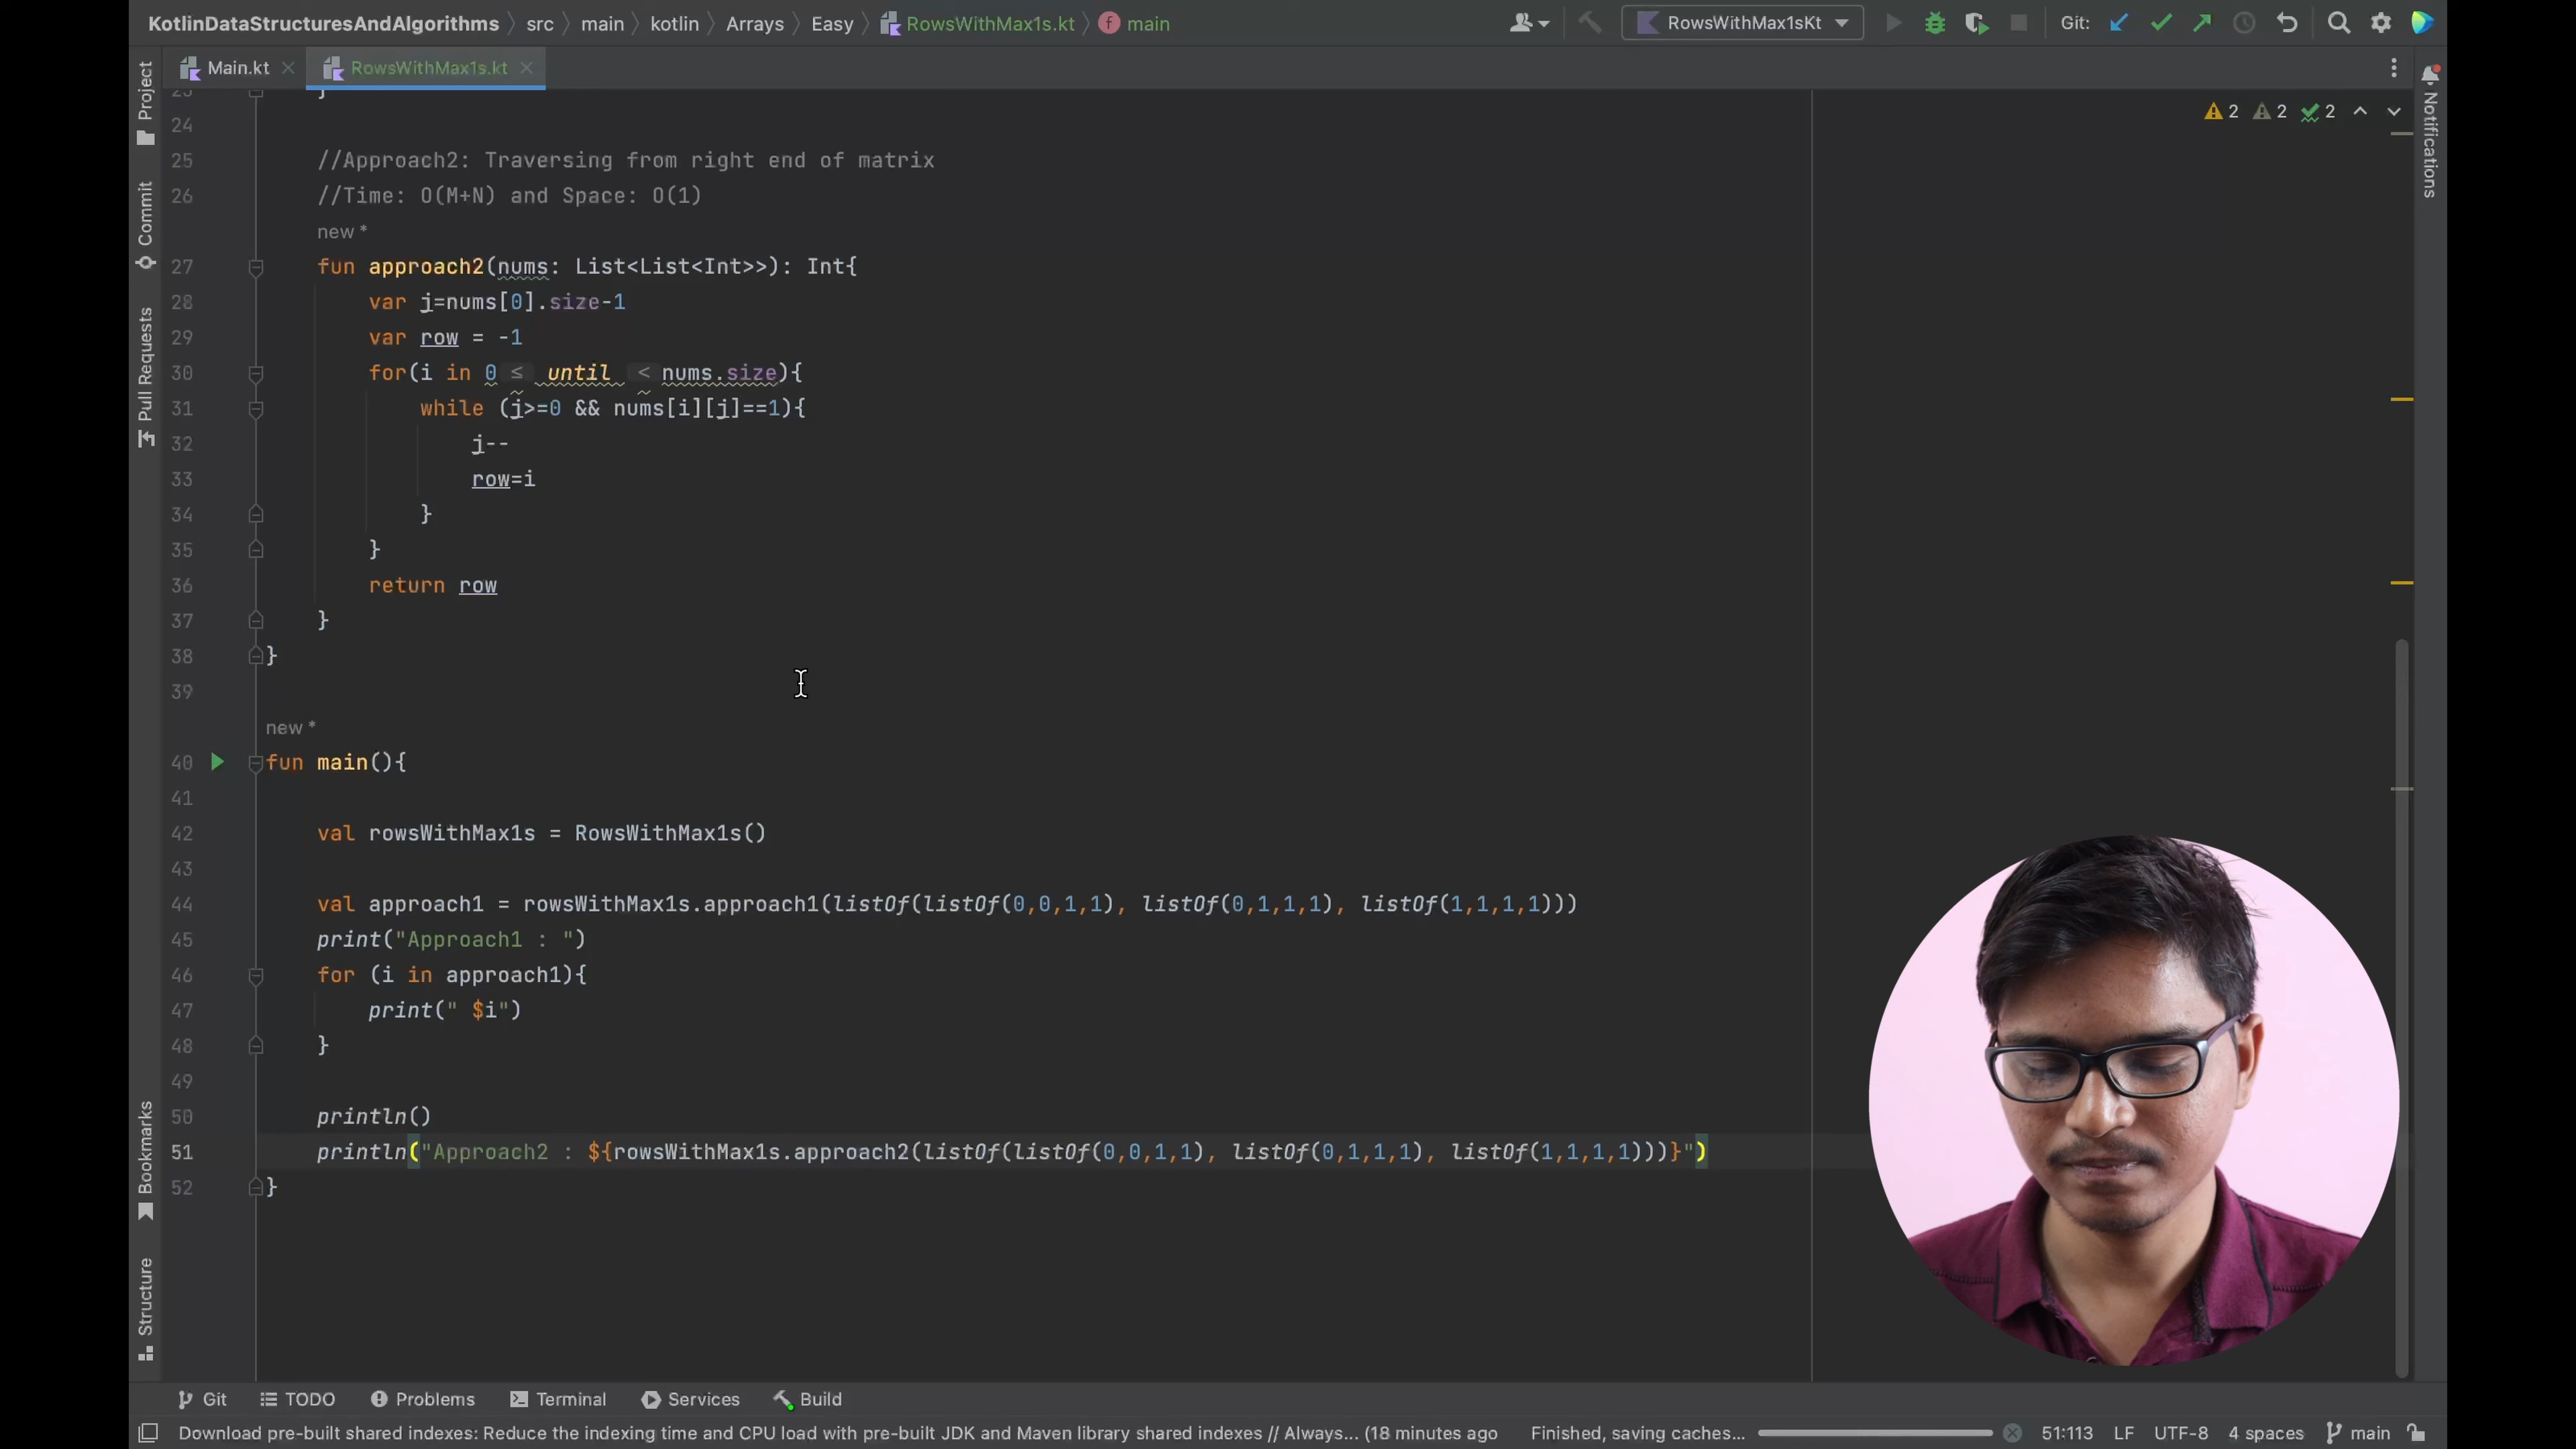 KotlinDataStructuresAndAlgorithms src main kotlin Arrays Easy RowsWithMax1s.kt main RowsWithMax1sKt Git:
Main.kt RowsWithMax1s.kt
2 2 2
Project
Commit
Pull Requests
Bookmarks
Structure
Notifications
23 }
24
25 //Approach2: Traversing from right end of matrix
26 //Time: O(M+N) and Space: O(1)
new *
27 fun approach2(nums: List<List<Int>>): Int{
28 var j=nums[0].size-1
29 var row = -1
30 for(i in 0 ≤ until < nums.size){
31 while (j>=0 && nums[i][j]==1){
32 j--
33 row=i
34 }
35 }
36 return row
37 }
38 }
39
new *
40 fun main(){
41
42 val rowsWithMax1s = RowsWithMax1s()
43
44 val approach1 = rowsWithMax1s.approach1(listOf(listOf(0,0,1,1), listOf(0,1,1,1), listOf(1,1,1,1)))
45 print("Approach1 : ")
46 for (i in approach1){
47 print(" $i")
48 }
49
50 println()
51 println("Approach2 : ${rowsWithMax1s.approach2(listOf(listOf(0,0,1,1), listOf(0,1,1,1), listOf(1,1,1,1)))}")
52 }
Git TODO Problems Terminal Services Build
Download pre-built shared indexes: Reduce the indexing time and CPU load with pre-built JDK and Maven library shared indexes // Always... (18 minutes ago Finished, saving caches... 51:113 LF UTF-8 4 spaces main